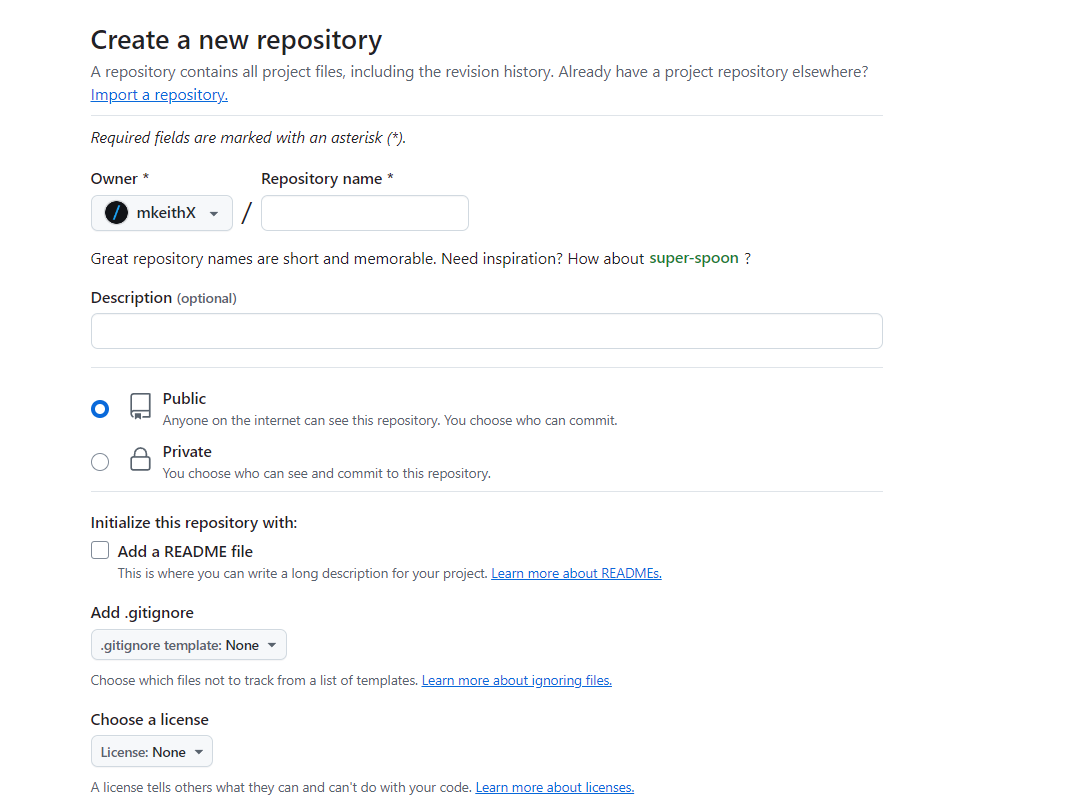 Create a new repository
A repository contains all project files, including the revision history. Already have a project repository elsewhere?
Import a repository.
Required fields are marked with an asterisk (*).
Owner * Repository name *
mkeithX /
Great repository names are short and memorable. Need inspiration? How about super-spoon ?
Description (optional)
Public
Anyone on the internet can see this repository. You choose who can commit.
Private
You choose who can see and commit to this repository.
Initialize this repository with:
Add a README file
This is where you can write a long description for your project. Learn more about READMEs.
Add .gitignore
.gitignore template: None
Choose which files not to track from a list of templates. Learn more about ignoring files.
Choose a license
License: None
A license tells others what they can and can't do with your code. Learn more about licenses.